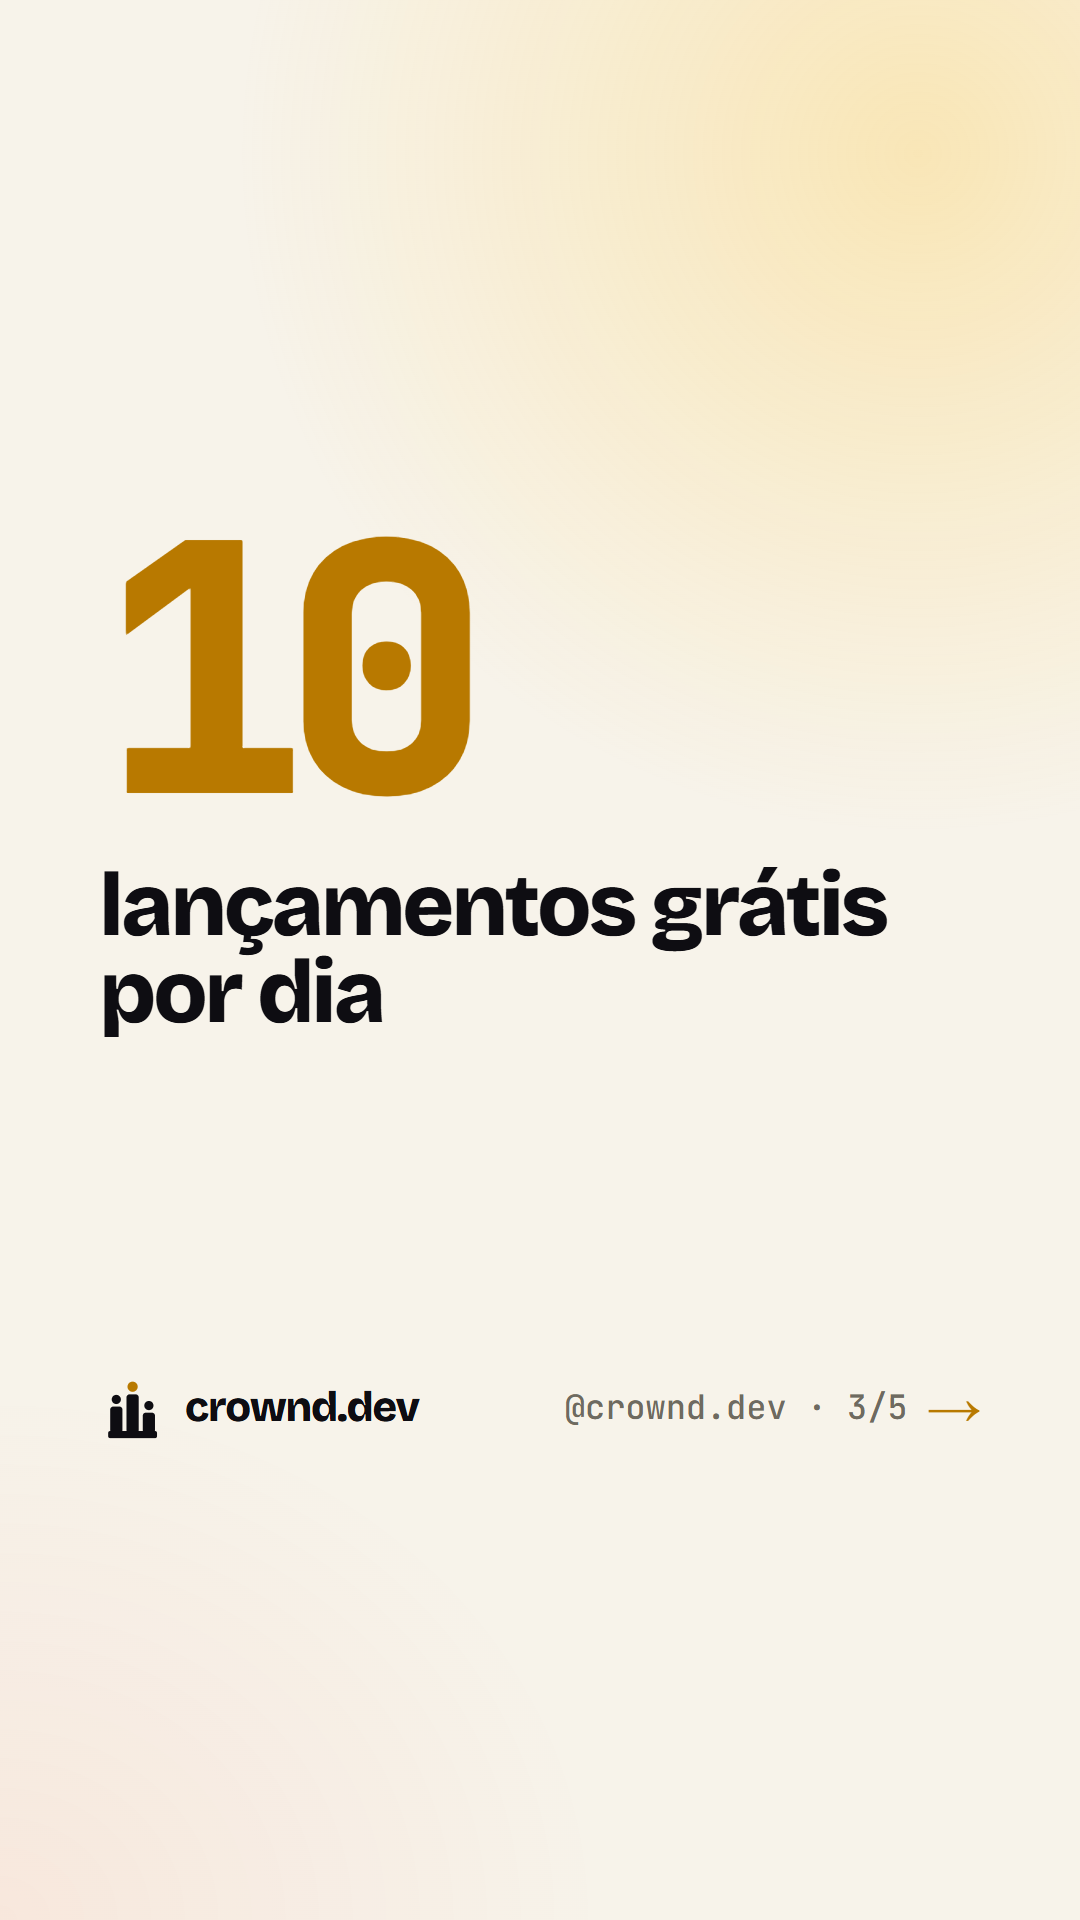 10
lançamentos grátis
por dia
crownd.dev
@crownd.dev · 3/5 →